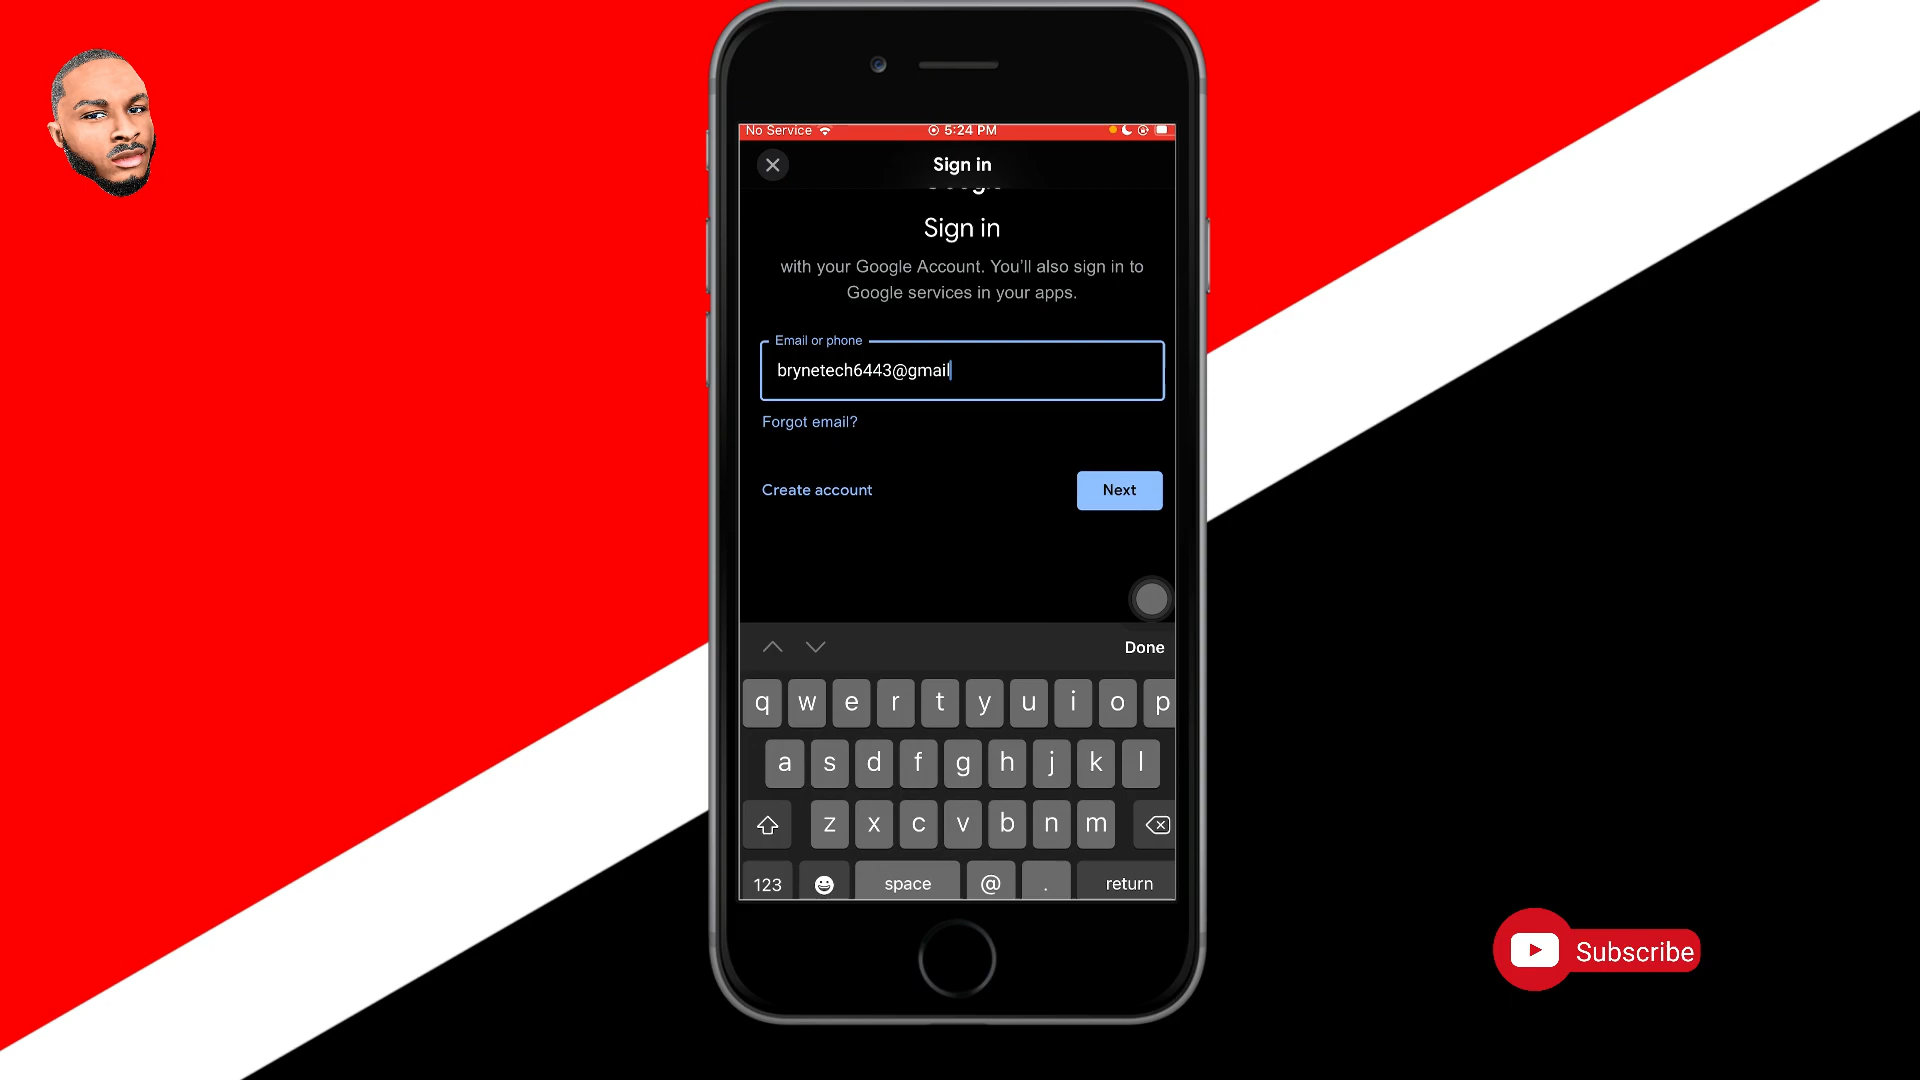 No Service 5:24 PM
Sign in
Google
Sign in
with your Google Account. You'll also sign in to
Google services in your apps.
Email or phone
brynetech6443@gmail
Forgot email?
Create account Next
Done
q w e r t y u i o p
a s d f g h j k l
z x c v b n m
123 space @ . return
Subscribe